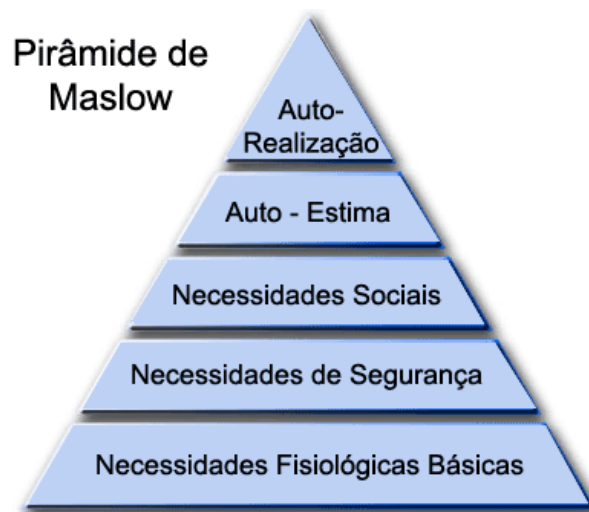 Pirâmide de
Maslow
Auto-
Realização
Auto - Estima
Necessidades Sociais
Necessidades de Segurança
Necessidades Fisiológicas Básicas